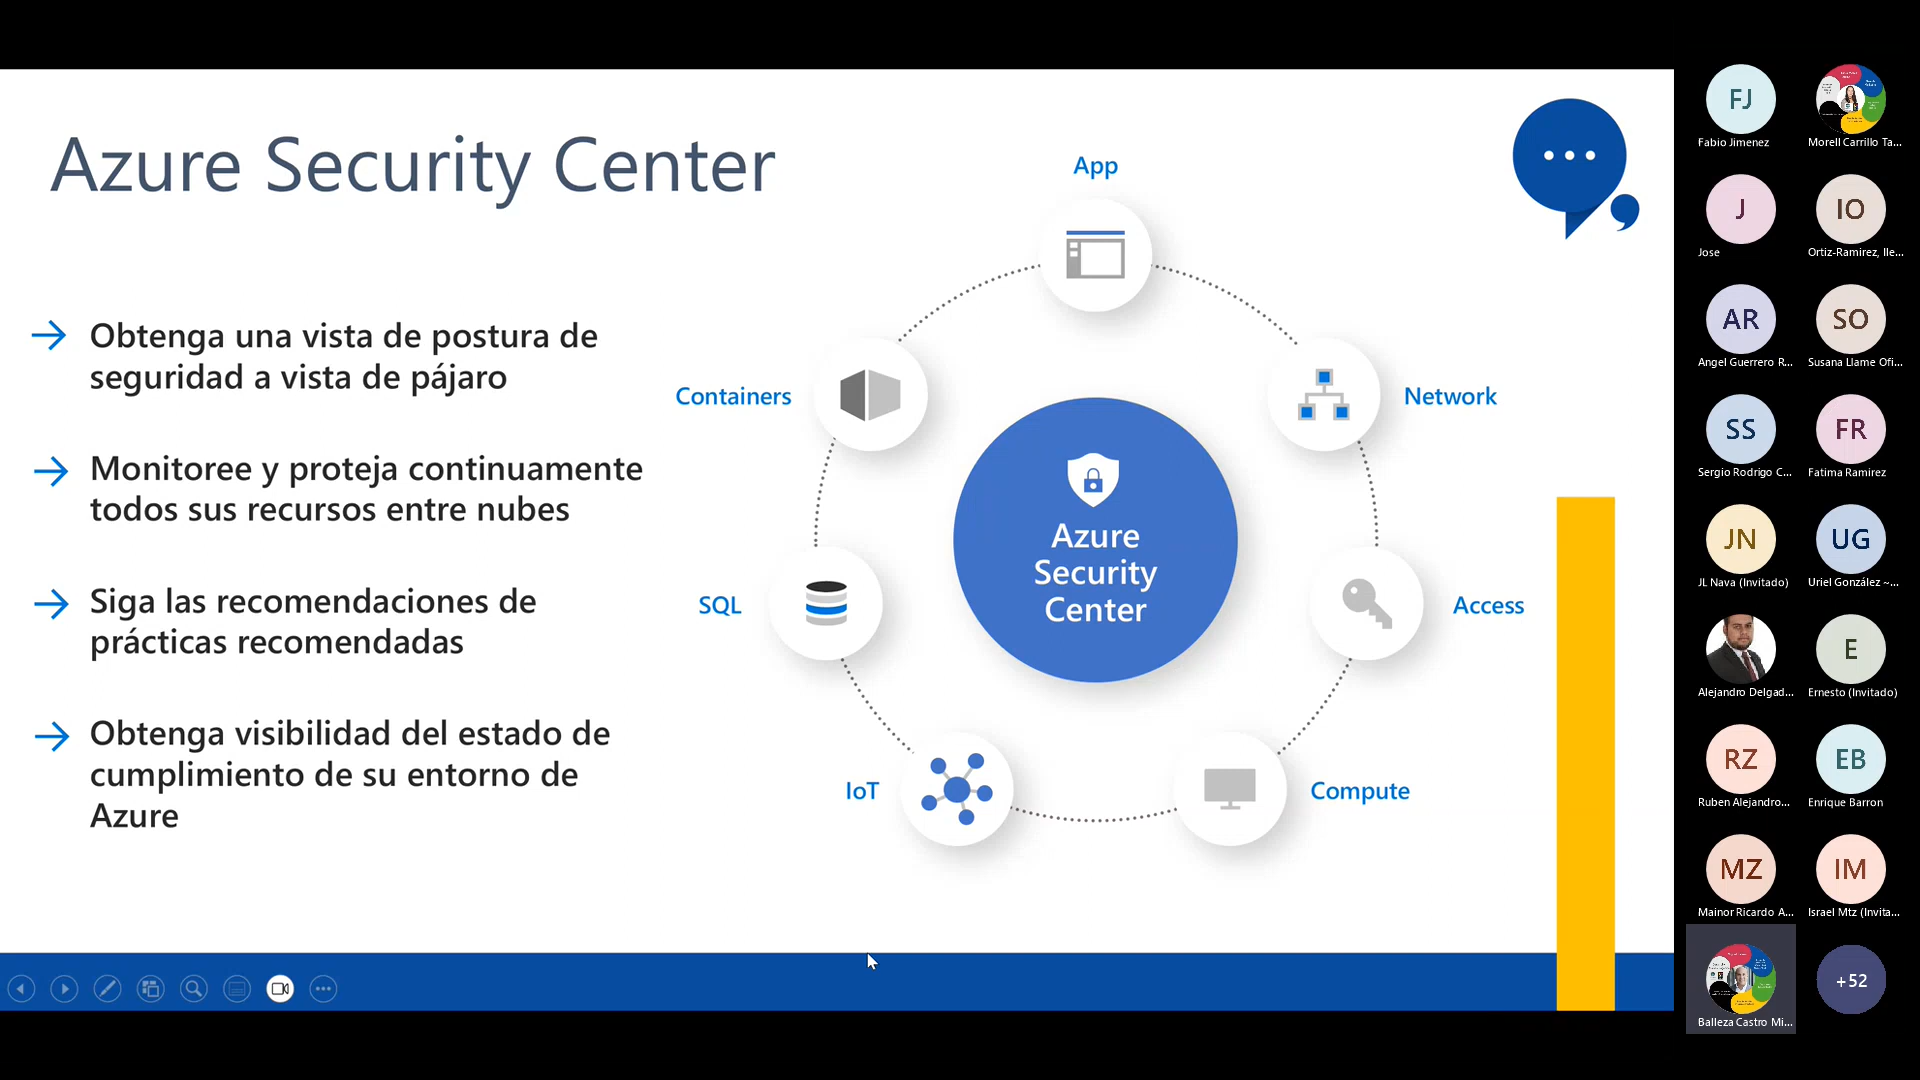 Azure Security Center
Obtenga una vista de postura de
seguridad a vista de pájaro
Monitoree y proteja continuamente
todos sus recursos entre nubes
Siga las recomendaciones de
prácticas recomendadas
Obtenga visibilidad del estado de
cumplimiento de su entorno de
Azure
App
Containers
Network
SQL
Azure
Security
Center
Access
IoT
Compute
FJ
Fabio Jimenez
Morell Carrillo Ta...
J
Jose
IO
Ortiz-Ramirez, Ile...
AR
Angel Guerrero R...
SO
Susana Llame Ofi...
SS
Sergio Rodrigo C...
FR
Fatima Ramirez
JN
JL Nava (Invitado)
UG
Uriel González ~...
Alejandro Delgad...
E
Ernesto (Invitado)
RZ
Ruben Alejandro...
EB
Enrique Barron
MZ
Mainor Ricardo A...
IM
Israel Mtz (Invita...
Balleza Castro Mi...
+52